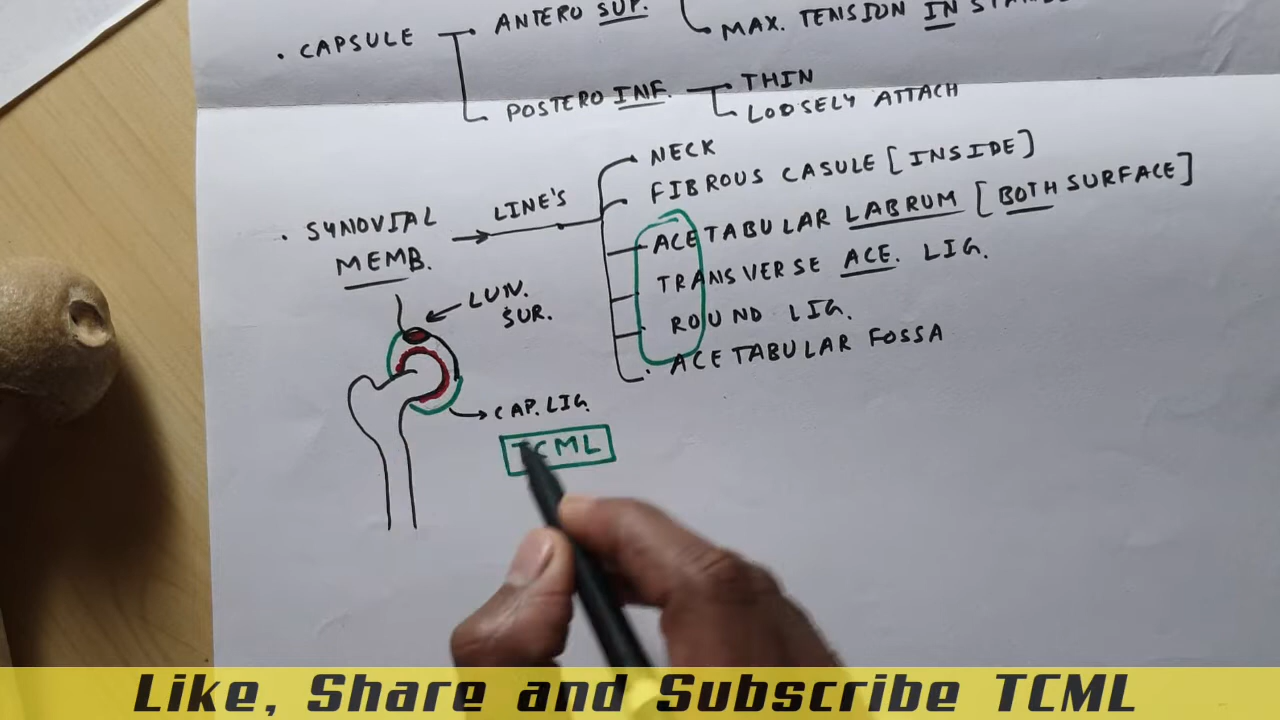 ANTERO SUP.
MAX. TENSION IN
. CAPSULE
POSTERO INF.
THIN
LOOSELY ATTACH
. SYNOVIAL MEMB.
LINE'S
NECK
FIBROUS CASULE [INSIDE]
ACETABULAR LABRUM [BOTH SURFACE]
TRANSVERSE ACE. LIG.
ROUND LIG.
. ACETABULAR FOSSA
LUN.
SUR.
CAP. LIG.
TCML
Like, Share and Subscribe TCML